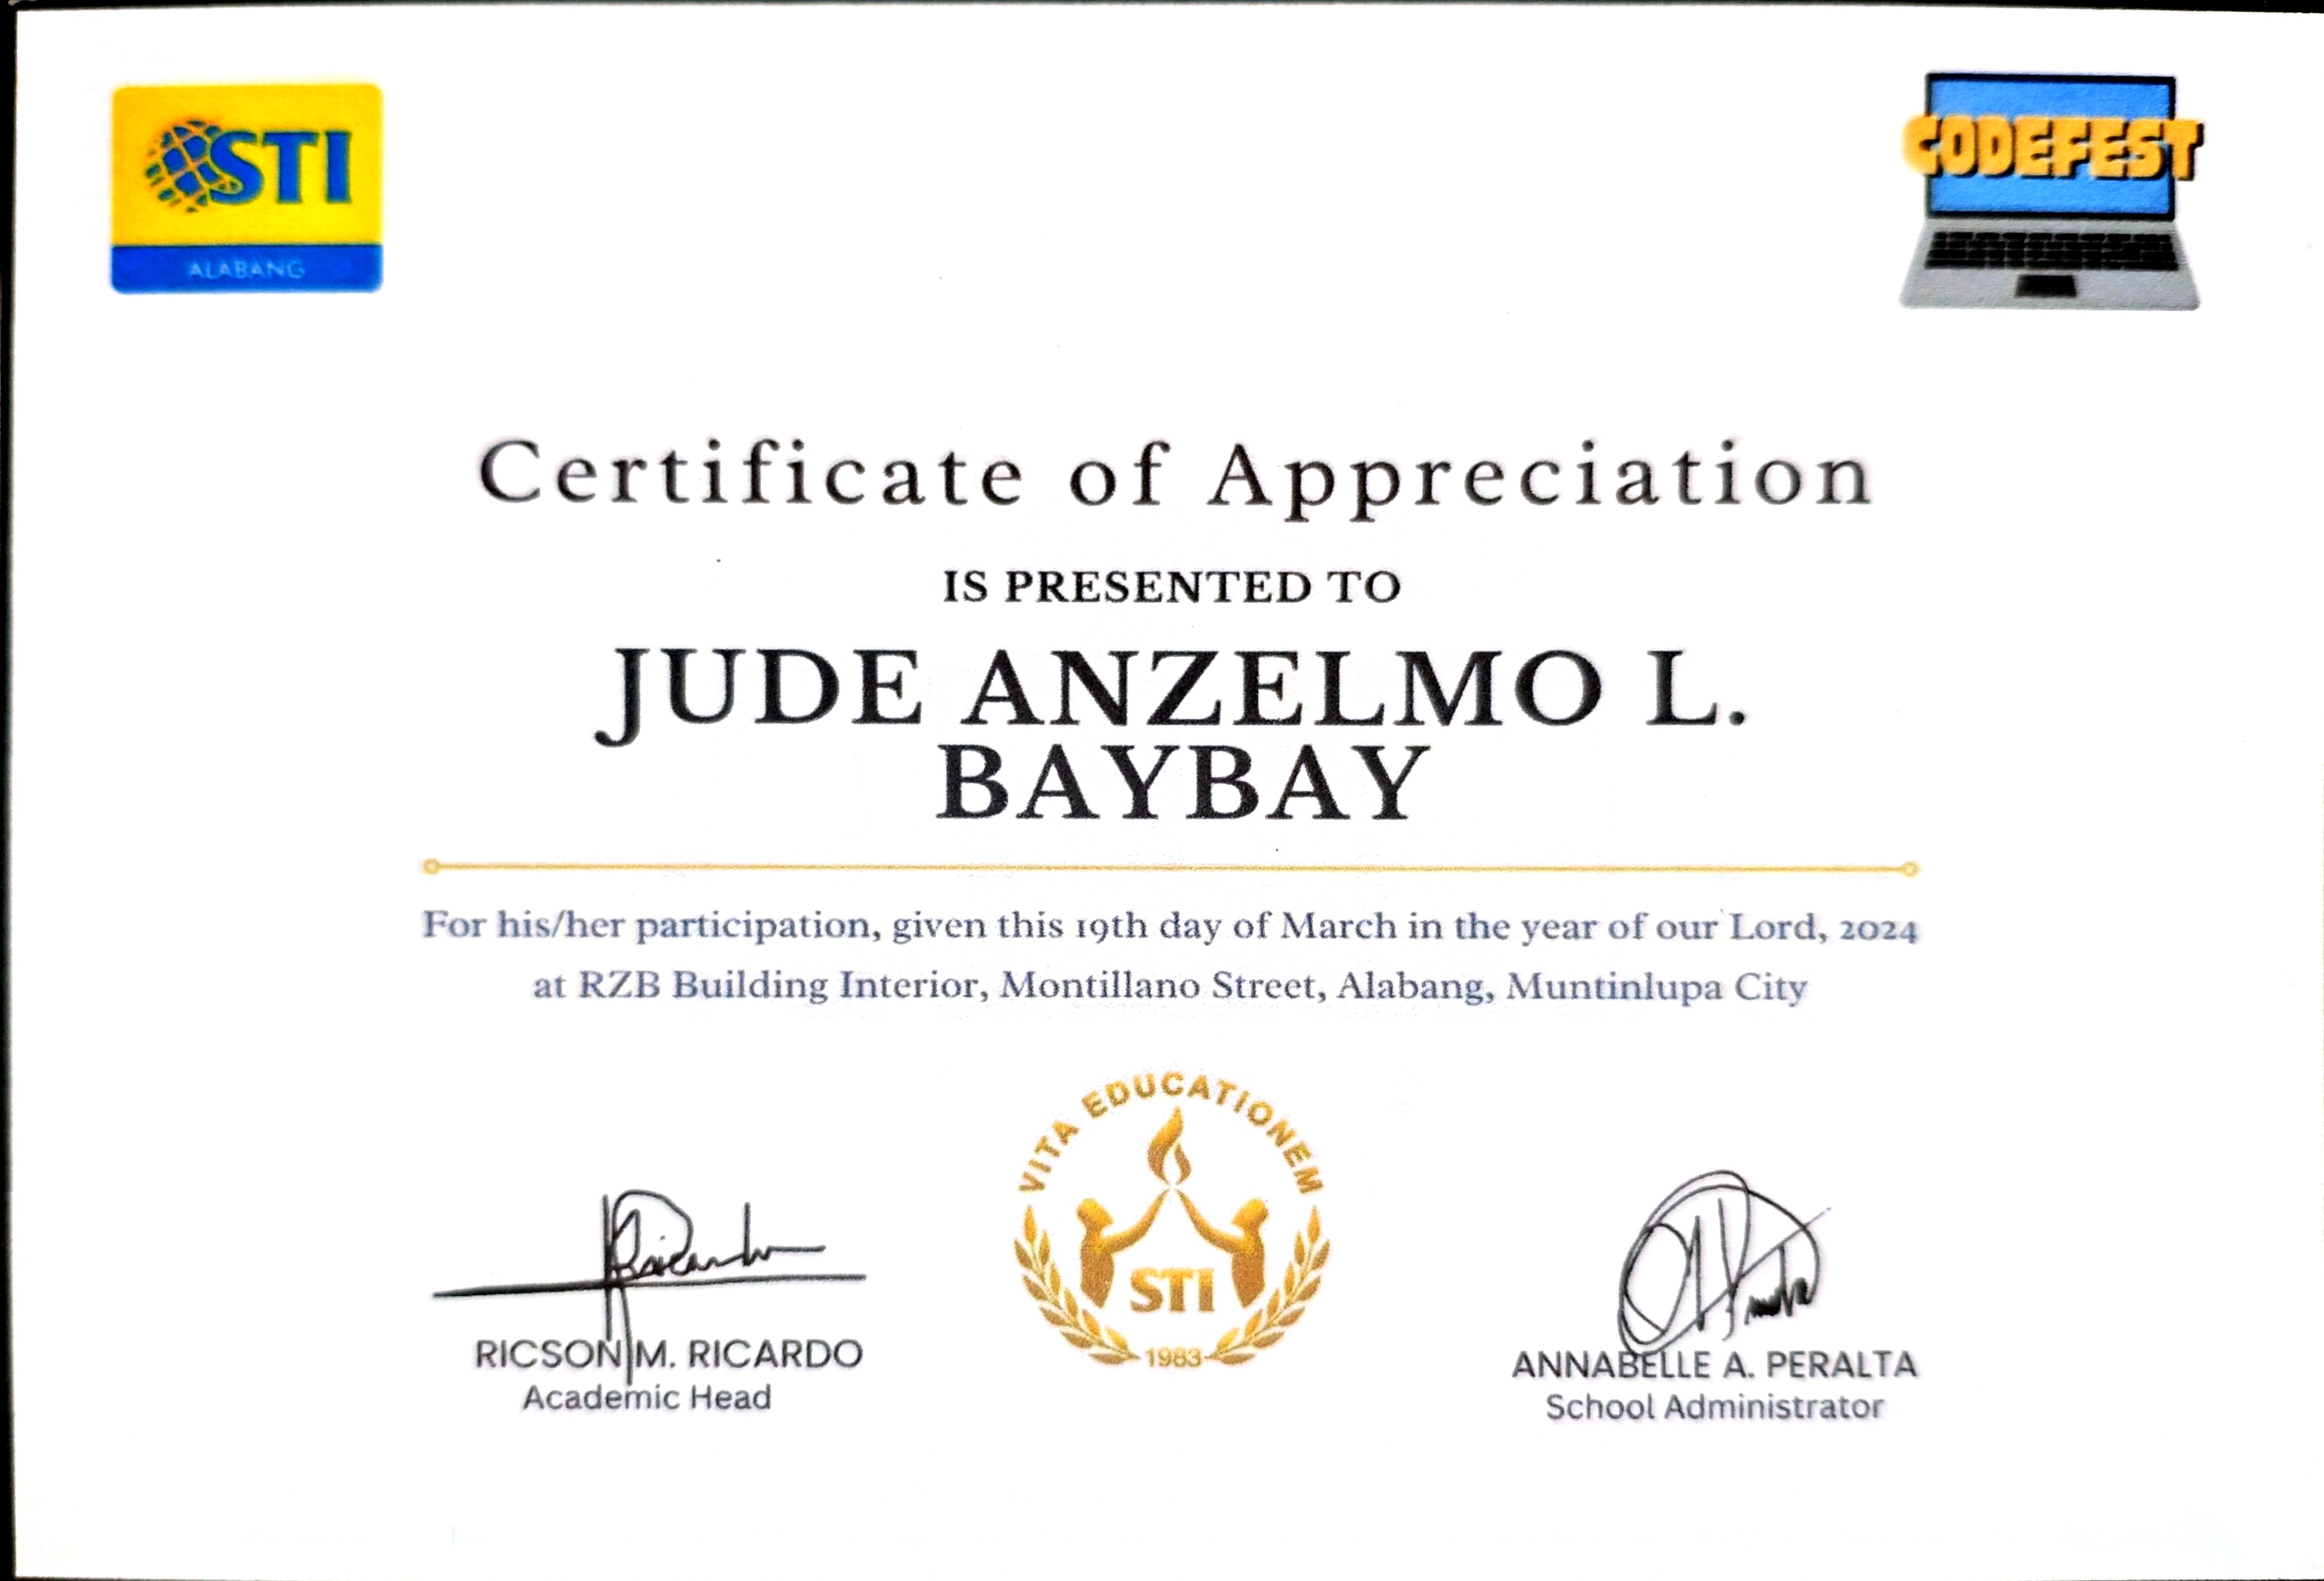 STI
ALABANG
CODEFEST
Certificate of Appreciation
IS PRESENTED TO
JUDE ANZELMO L.
BAYBAY
For his/her participation, given this 19th day of March in the year of our Lord, 2024
at RZB Building Interior, Montillano Street, Alabang, Muntinlupa City
VITA EDUCATIONEM
STI
1983
RICSON M. RICARDO
Academic Head
ANNABELLE A. PERALTA
School Administrator